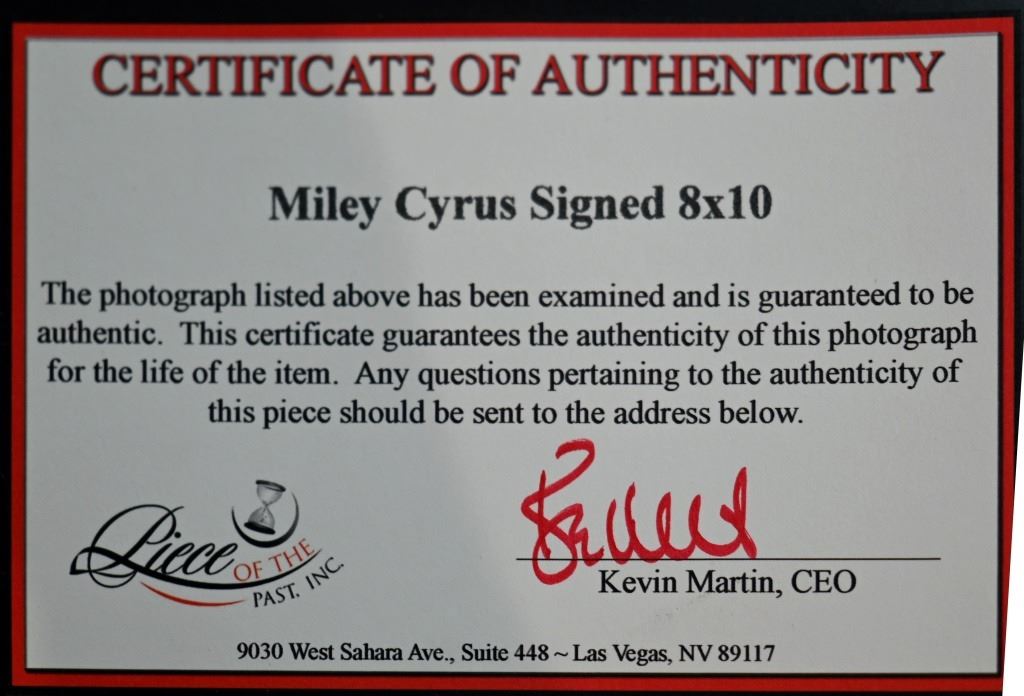 CERTIFICATE OF AUTHENTICITY
Miley Cyrus Signed 8x10
The photograph listed above has been examined and is guaranteed to be
authentic.  This certificate guarantees the authenticity of this photograph
for the life of the item.  Any questions pertaining to the authenticity of
this piece should be sent to the address below.
Piece
OF THE
PAST, INC.
Kevin Martin, CEO
9030 West Sahara Ave., Suite 448 ~ Las Vegas, NV 89117